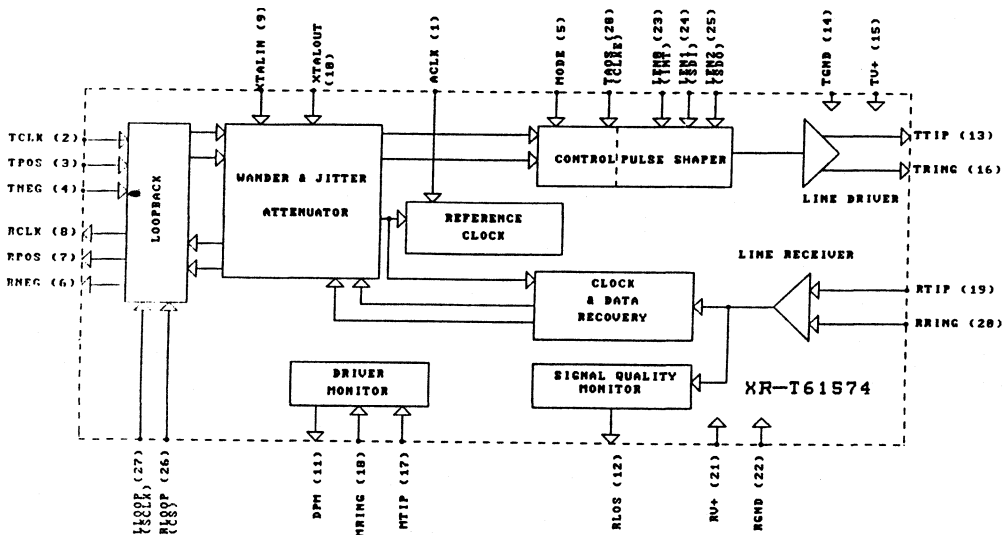 XTALIN (9)
XTALOUT
(10)
ACLK (1)
MODE (5)
TAOS (28)
(CLKE)
LEN0 (23)
(INT)
LEN1 (24)
(SDI)
LEN2 (25)
(SDO)
TGND (14)
TV+ (15)
TCLK (2)
TPOS (3)
TNEG (4)
RCLK (8)
RPOS (7)
RNEG (6)
LOOPBACK
WANDER & JITTER
ATTENUATOR
REFERENCE
CLOCK
CONTROL
PULSE SHAPER
LINE DRIVER
TTIP (13)
TRING (16)
LINE RECEIVER
RTIP (19)
RRING (20)
CLOCK
& DATA
RECOVERY
DRIVER
MONITOR
SIGNAL QUALITY
MONITOR
XR-T61574
LLOOP (27)
(SCLK)
RLOOP (26)
(CS)
DPM (11)
MRING (18)
MTIP (17)
RLOS (12)
RV+ (21)
RGND (22)